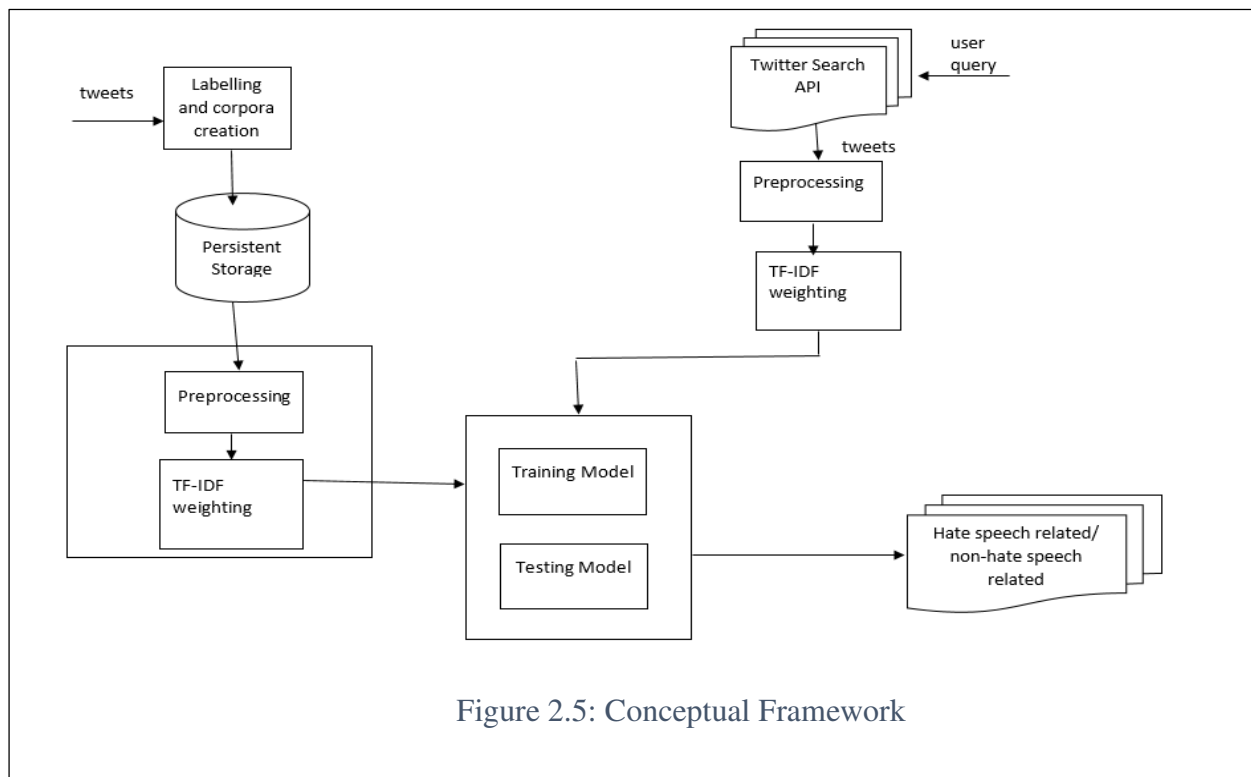 tweets
Labelling
and corpora
creation
Persistent
Storage
Preprocessing
TF-IDF
weighting
Twitter Search
API
user
query
tweets
Preprocessing
TF-IDF
weighting
Training Model
Testing Model
Hate speech related/
non-hate speech
related
Figure 2.5: Conceptual Framework